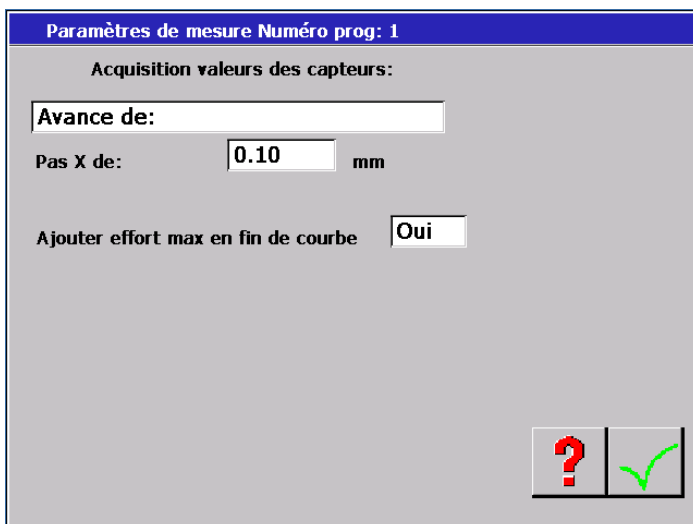 Paramètres de mesure Numéro prog: 1
Acquisition valeurs des capteurs:
Avance de:
Pas X de: 0.10 mm
Ajouter effort max en fin de courbe Oui
?